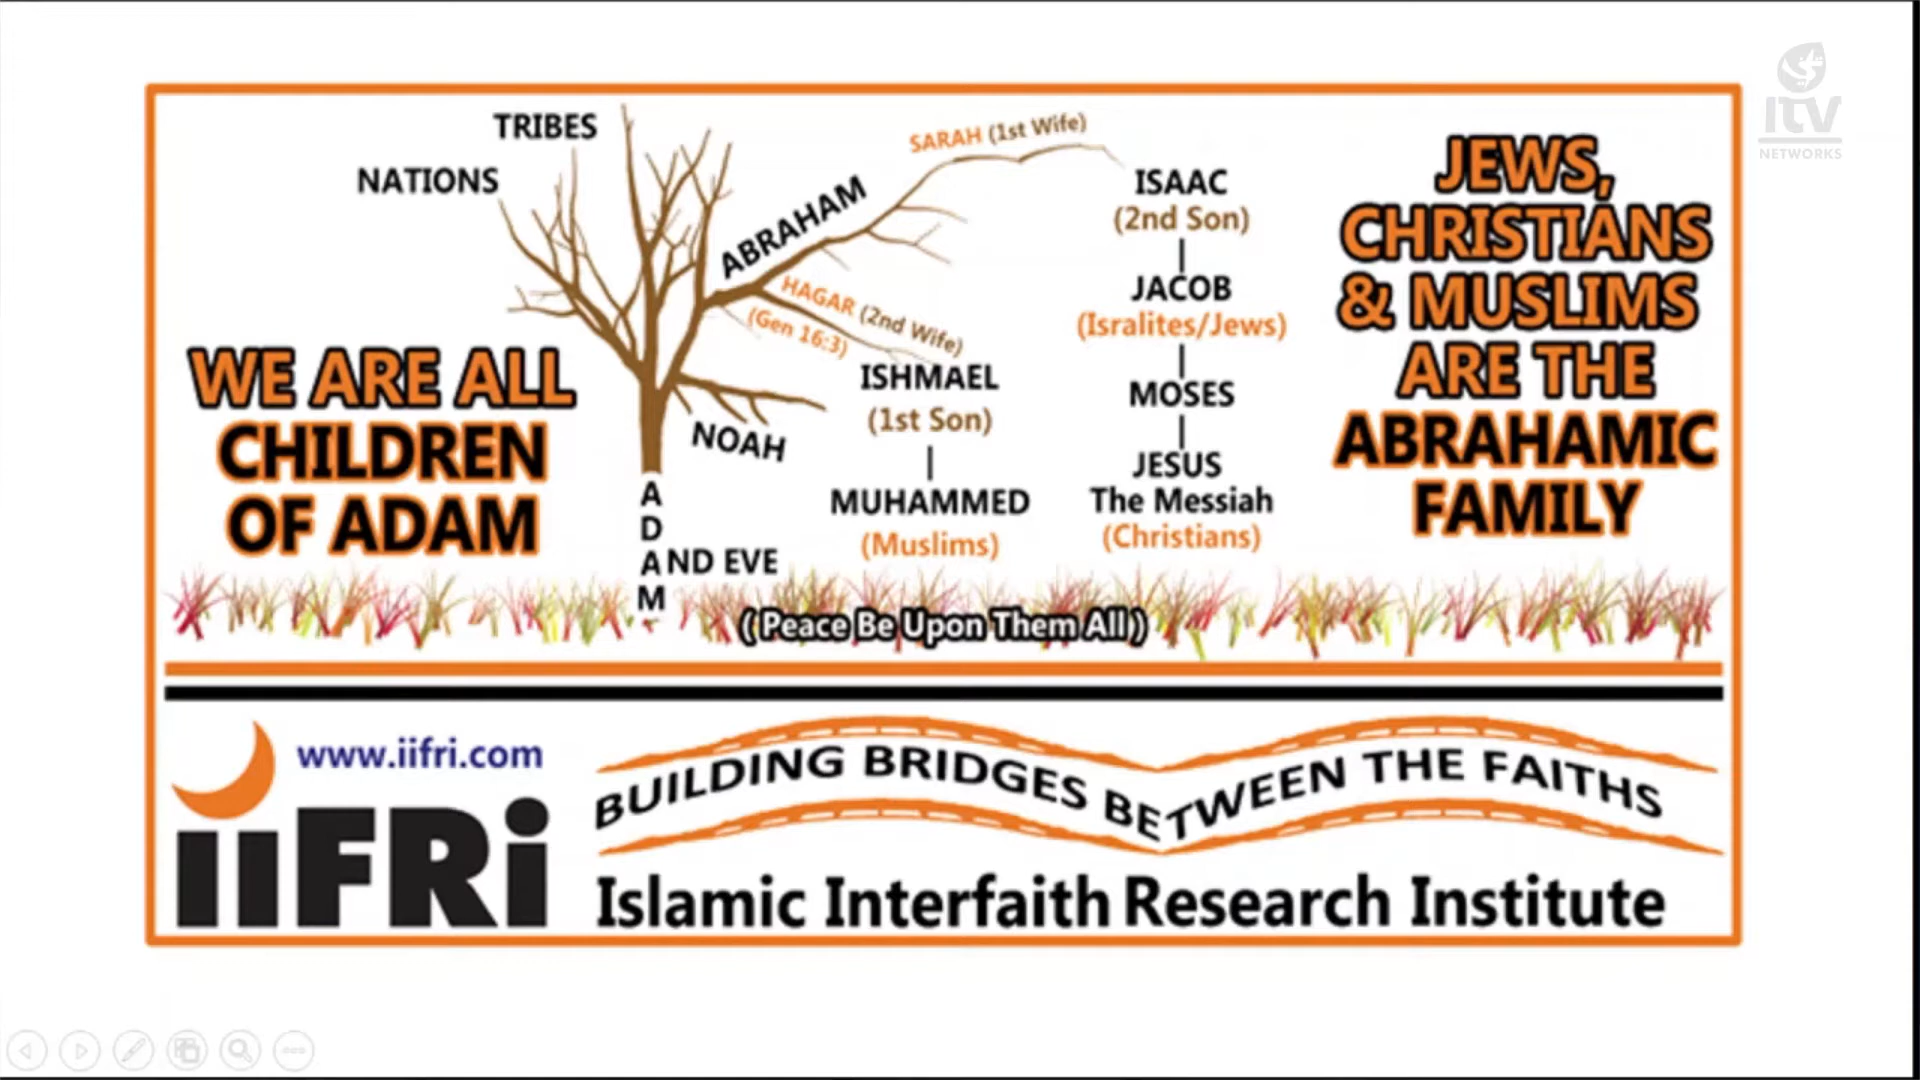 ITV
NETWORKS
TRIBES
NATIONS
ABRAHAM
SARAH (1st Wife)
HAGAR (2nd Wife)
(Gen 16:3)
NOAH
ISHMAEL
(1st Son)
MUHAMMED
(Muslims)
ISAAC
(2nd Son)
JACOB
(Isralites/Jews)
MOSES
JESUS
The Messiah
(Christians)
WE ARE ALL
CHILDREN
OF ADAM
JEWS,
CHRISTIANS
& MUSLIMS
ARE THE
ABRAHAMIC
FAMILY
ADAM
AND EVE
(Peace Be Upon Them All)
www.iifri.com
iiFRi
BUILDING BRIDGES BETWEEN THE FAITHS
Islamic Interfaith Research Institute